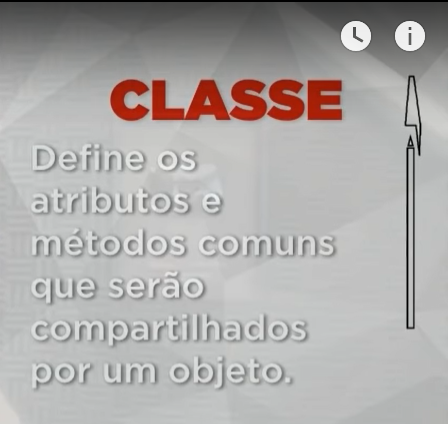 CLASSE
Define os
atributos e
métodos comuns
que serão
compartilhados
por um objeto.